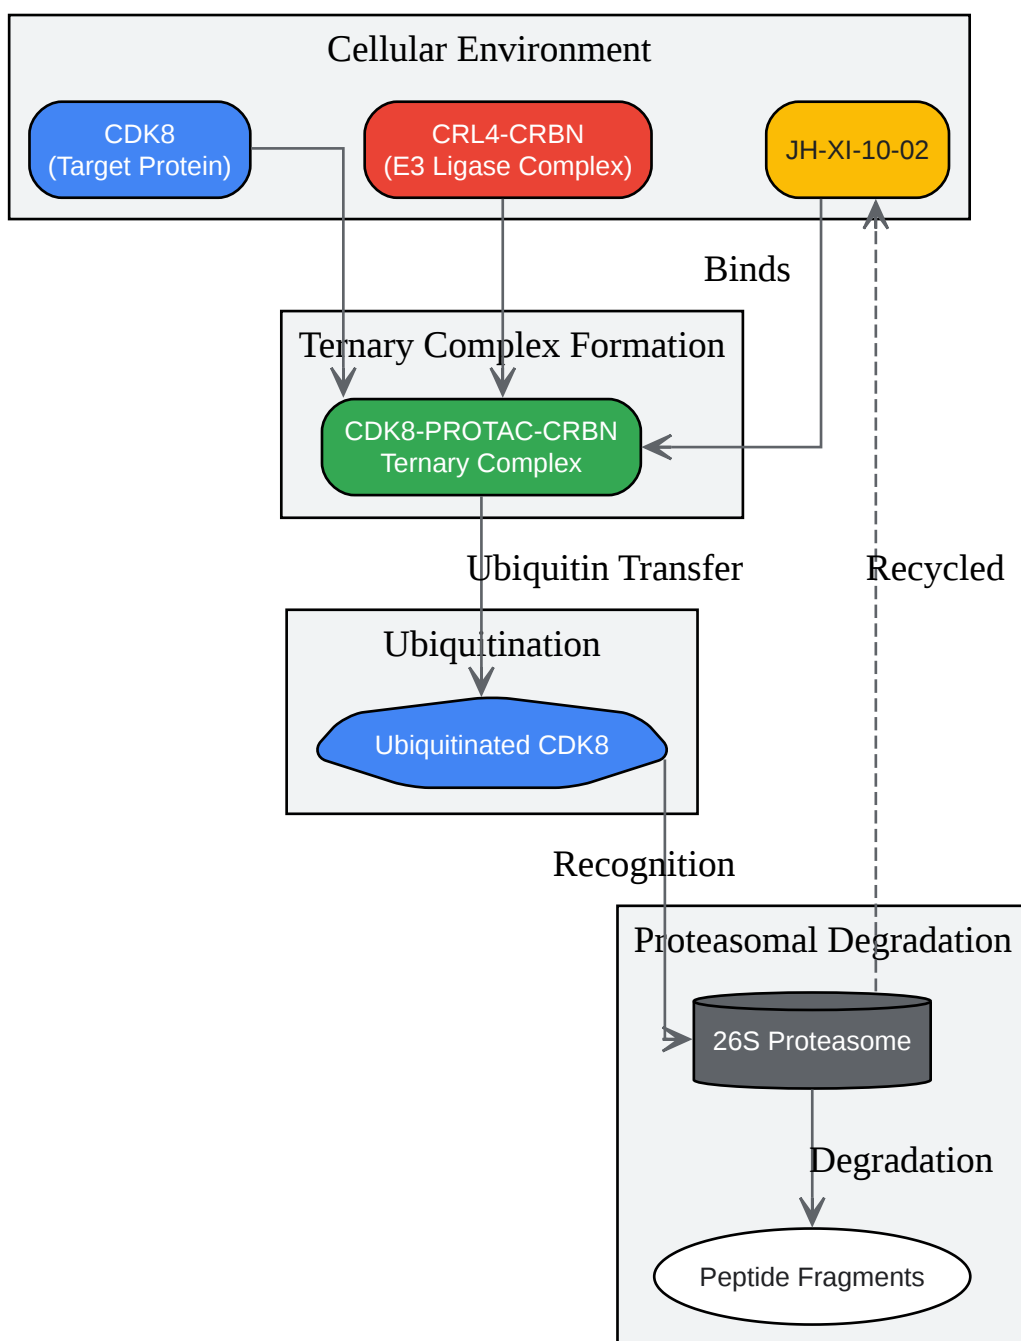 Cellular Environment
CDK8
(Target Protein)
CRL4-CRBN
(E3 Ligase Complex)
JH-XI-10-02
Binds
Ternary Complex Formation
CDK8-PROTAC-CRBN
Ternary Complex
Ubiquitin Transfer
Recycled
Ubiquitination
Ubiquitinated CDK8
Recognition
Proteasomal Degradation
26S Proteasome
Degradation
Peptide Fragments